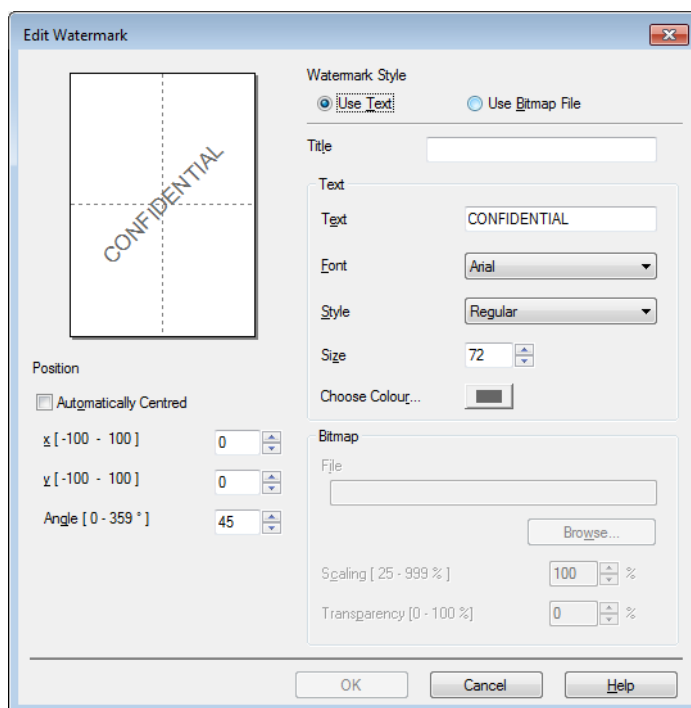 Edit Watermark
CONFIDENTIAL
Watermark Style
Use Text
Use Bitmap File
Title
Text
Text
CONFIDENTIAL
Font
Arial
Style
Regular
Size
72
Choose Colour...
Position
Automatically Centred
x [ -100 - 100 ]
0
y [ -100 - 100 ]
0
Angle [ 0 - 359 ° ]
45
Bitmap
File
Browse...
Scaling [ 25 - 999 % ]
100
%
Transparency [0 - 100 %]
0
%
OK
Cancel
Help